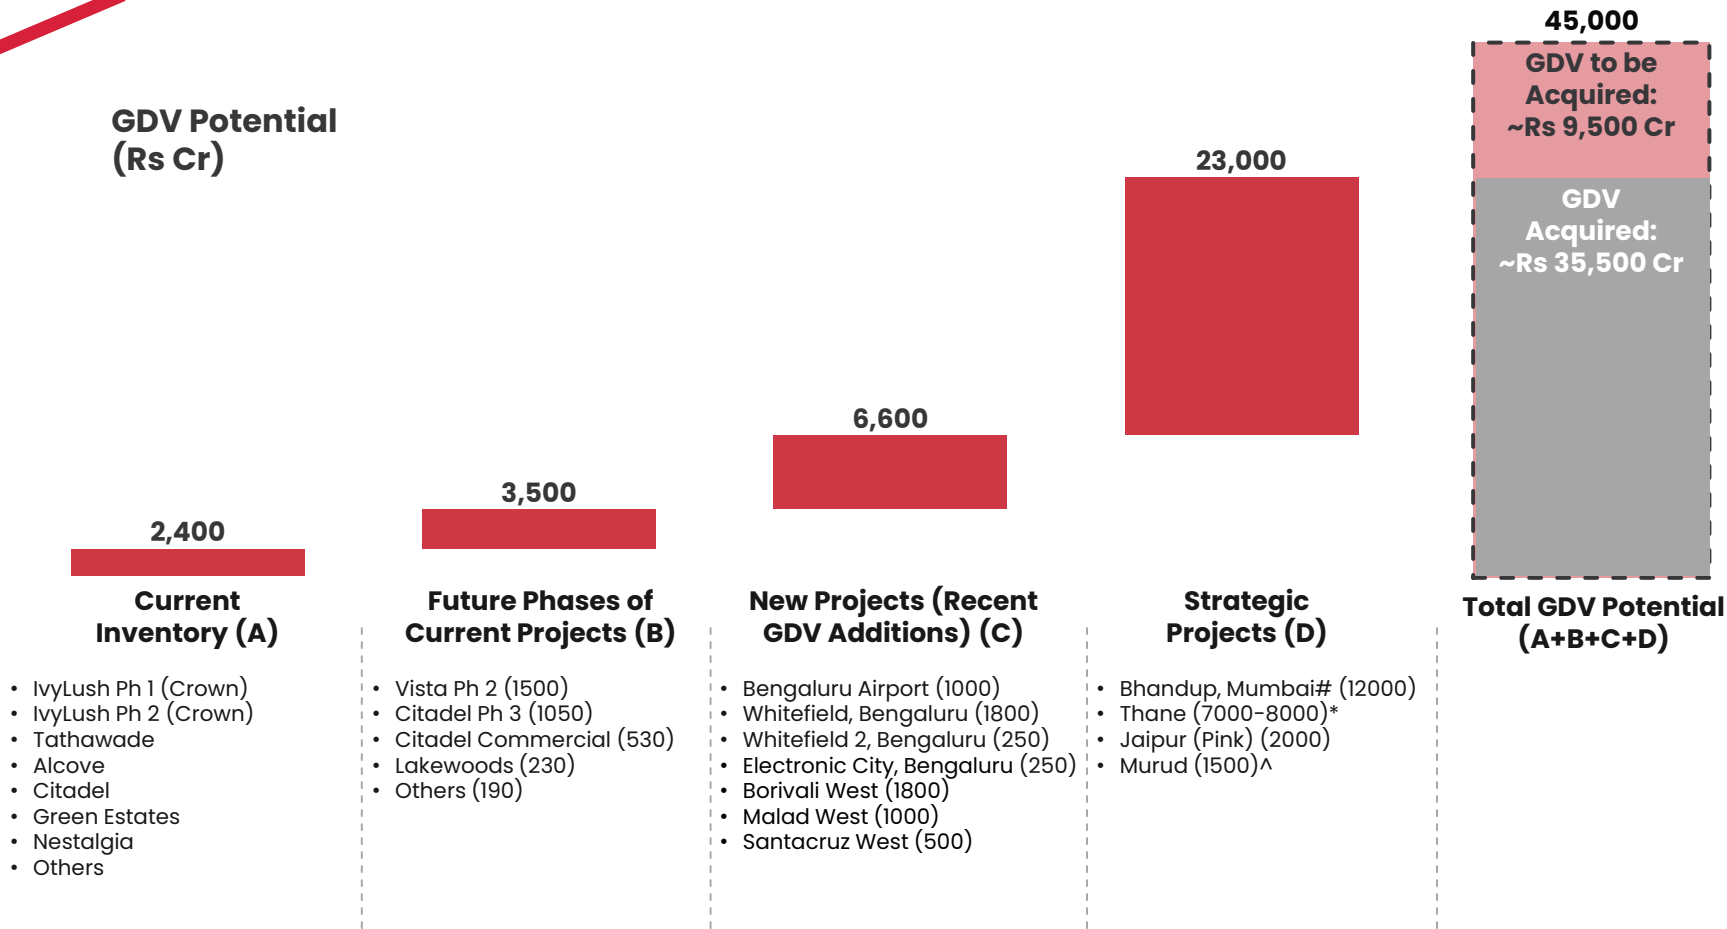 GDV Potential
(Rs Cr)
2,400
3,500
6,600
23,000
45,000
GDV to be
Acquired:
~Rs 9,500 Cr
GDV
Acquired:
~Rs 35,500 Cr
Current
Inventory (A)
• IvyLush Ph 1 (Crown)
• IvyLush Ph 2 (Crown)
• Tathawade
• Alcove
• Citadel
• Green Estates
• Nestalgia
• Others
Future Phases of
Current Projects (B)
• Vista Ph 2 (1500)
• Citadel Ph 3 (1050)
• Citadel Commercial (530)
• Lakewoods (230)
• Others (190)
New Projects (Recent
GDV Additions) (C)
• Bengaluru Airport (1000)
• Whitefield, Bengaluru (1800)
• Whitefield 2, Bengaluru (250)
• Electronic City, Bengaluru (250)
• Borivali West (1800)
• Malad West (1000)
• Santacruz West (500)
Strategic
Projects (D)
• Bhandup, Mumbai# (12000)
• Thane (7000-8000)*
• Jaipur (Pink) (2000)
• Murud (1500)^
Total GDV Potential
(A+B+C+D)